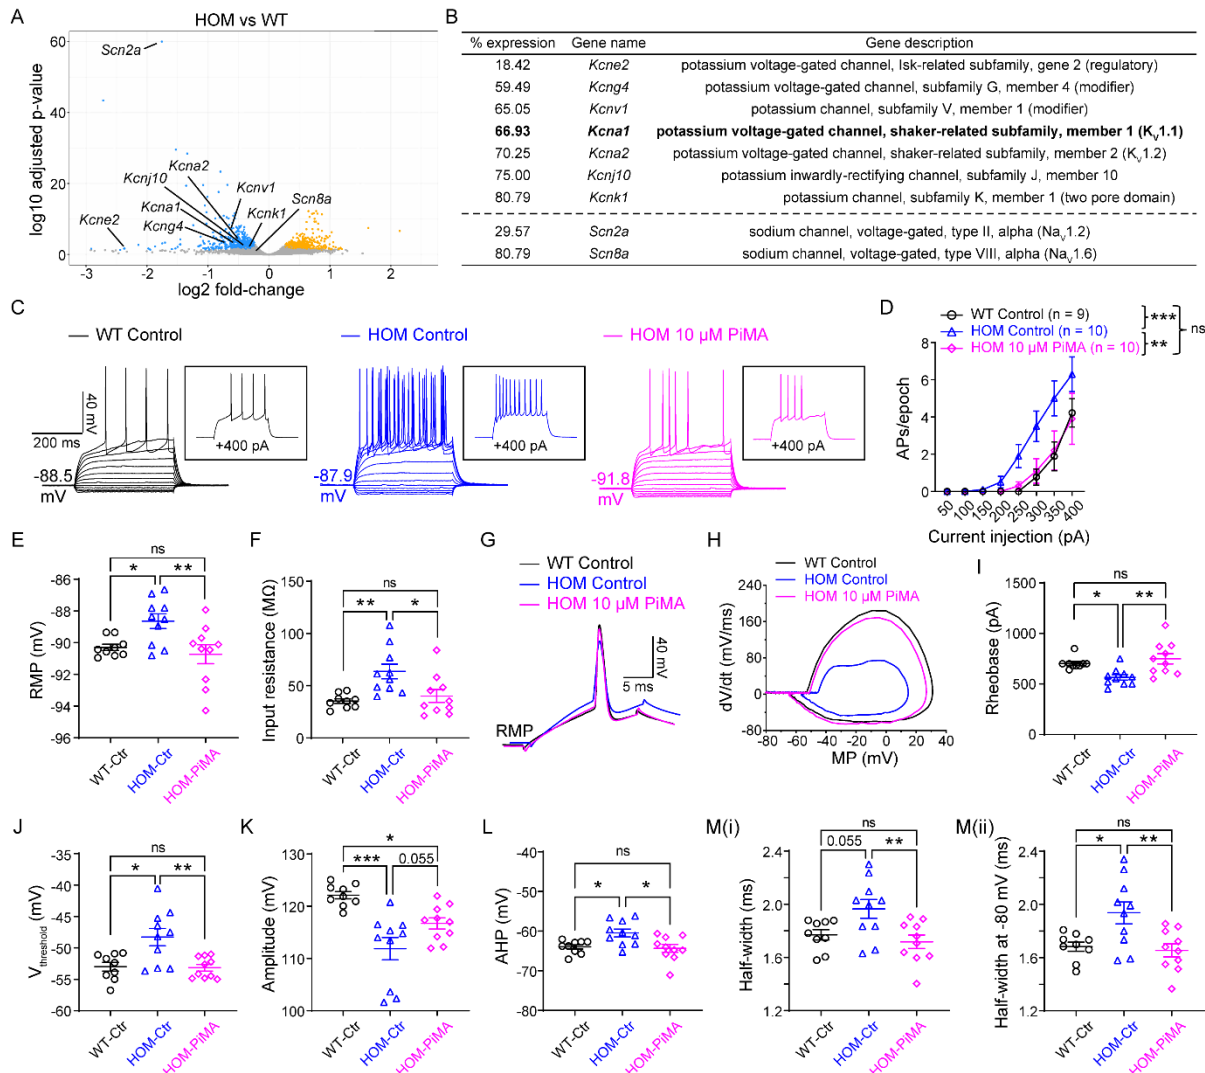 A
HOM vs WT
log10 adjusted p-value
60
40
20
0
-3
-2
-1
0
1
2
log2 fold-change
Scn2a
Kcna2
Kcnj10
Kcnv1
Kcna1
Scn8a
Kcne2
Kcng4
Kcnk1
B
% expression Gene name Gene description
18.42 Kcne2 potassium voltage-gated channel, Isk-related subfamily, gene 2 (regulatory)
59.49 Kcng4 potassium voltage-gated channel, subfamily G, member 4 (modifier)
65.05 Kcnv1 potassium channel, subfamily V, member 1 (modifier)
66.93 Kcna1 potassium voltage-gated channel, shaker-related subfamily, member 1 (Kv1.1)
70.25 Kcna2 potassium voltage-gated channel, shaker-related subfamily, member 2 (Kv1.2)
75.00 Kcnj10 potassium inwardly-rectifying channel, subfamily J, member 10
80.79 Kcnk1 potassium channel, subfamily K, member 1 (two pore domain)
29.57 Scn2a sodium channel, voltage-gated, type II, alpha (Nav1.2)
80.79 Scn8a sodium channel, voltage-gated, type VIII, alpha (Nav1.6)
C
WT Control
HOM Control
HOM 10 µM PiMA
40 mV
200 ms
-88.5
mV
+400 pA
-87.9
mV
+400 pA
-91.8
mV
+400 pA
D
WT Control (n = 9)
HOM Control (n = 10)
HOM 10 µM PiMA (n = 10)
***
**
ns
APs/epoch
8
6
4
2
0
50
100
150
200
250
300
350
400
Current injection (pA)
E
ns
* **
RMP (mV)
-86
-88
-90
-92
-94
-96
WT-Ctr
HOM-Ctr
HOM-PiMA
F
ns
** *
Input resistance (MΩ)
150
100
50
0
WT-Ctr
HOM-Ctr
HOM-PiMA
G
WT Control
HOM Control
HOM 10 µM PiMA
40 mV
5 ms
RMP
H
WT Control
HOM Control
HOM 10 µM PiMA
dV/dt (mV/ms)
280
210
140
70
0
-70
-80
-60
-40
-20
0
20
40
MP (mV)
I
ns
* **
Rheobase (pA)
1500
1000
500
0
WT-Ctr
HOM-Ctr
HOM-PiMA
J
ns
* **
Vthreshold (mV)
-35
-40
-45
-50
-55
-60
WT-Ctr
HOM-Ctr
HOM-PiMA
K
*
*** 0.055
Amplitude (mV)
130
120
110
100
WT-Ctr
HOM-Ctr
HOM-PiMA
L
ns
* *
AHP (mV)
-40
-50
-60
-70
-80
WT-Ctr
HOM-Ctr
HOM-PiMA
M(i)
ns
0.055 **
Half-width (ms)
2.4
2.0
1.6
1.2
WT-Ctr
HOM-Ctr
HOM-PiMA
M(ii)
ns
* **
Half-width at -80 mV (ms)
2.4
2.0
1.6
1.2
WT-Ctr
HOM-Ctr
HOM-PiMA